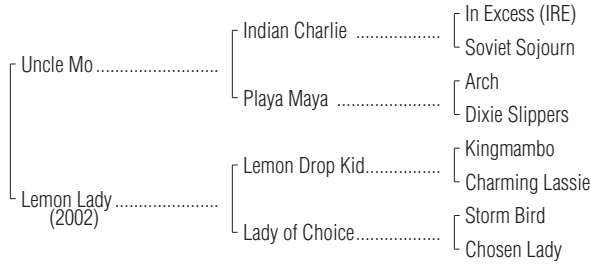 In Excess (IRE)
Indian Charlie ..................
Soviet Sojourn
Uncle Mo ..........................
Arch
Playa Maya ......................
Dixie Slippers
Kingmambo
Lemon Drop Kid................
Charming Lassie
Lemon Lady ......................
(2002)
Storm Bird
Lady of Choice..................
Chosen Lady